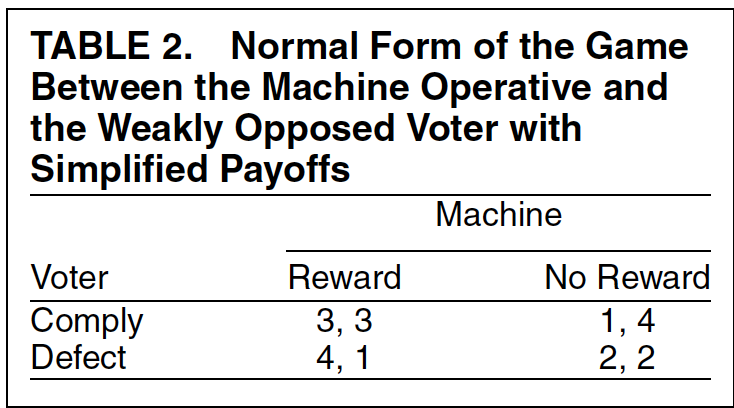 TABLE 2. Normal Form of the Game
Between the Machine Operative and
the Weakly Opposed Voter with
Simplified Payoffs
Machine
Voter Reward No Reward
Comply 3, 3 1, 4
Defect 4, 1 2, 2